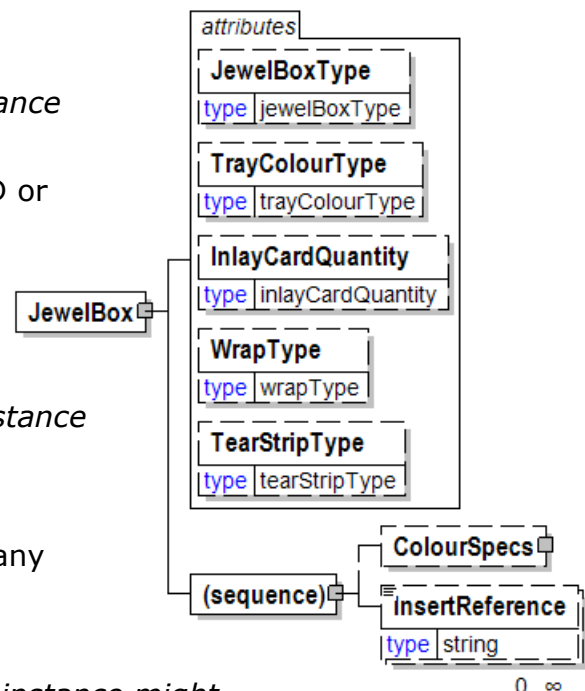 attributes
JewelBoxType
ance
type jewelBoxType
TrayColourType
O or
type trayColourType
InlayCardQuantity
type inlayCardQuantity
JewelBox
WrapType
type wrapType
stance
TearStripType
type tearStripType
any
ColourSpecs
(sequence)
InsertReference
type string
instance might
0 ∞